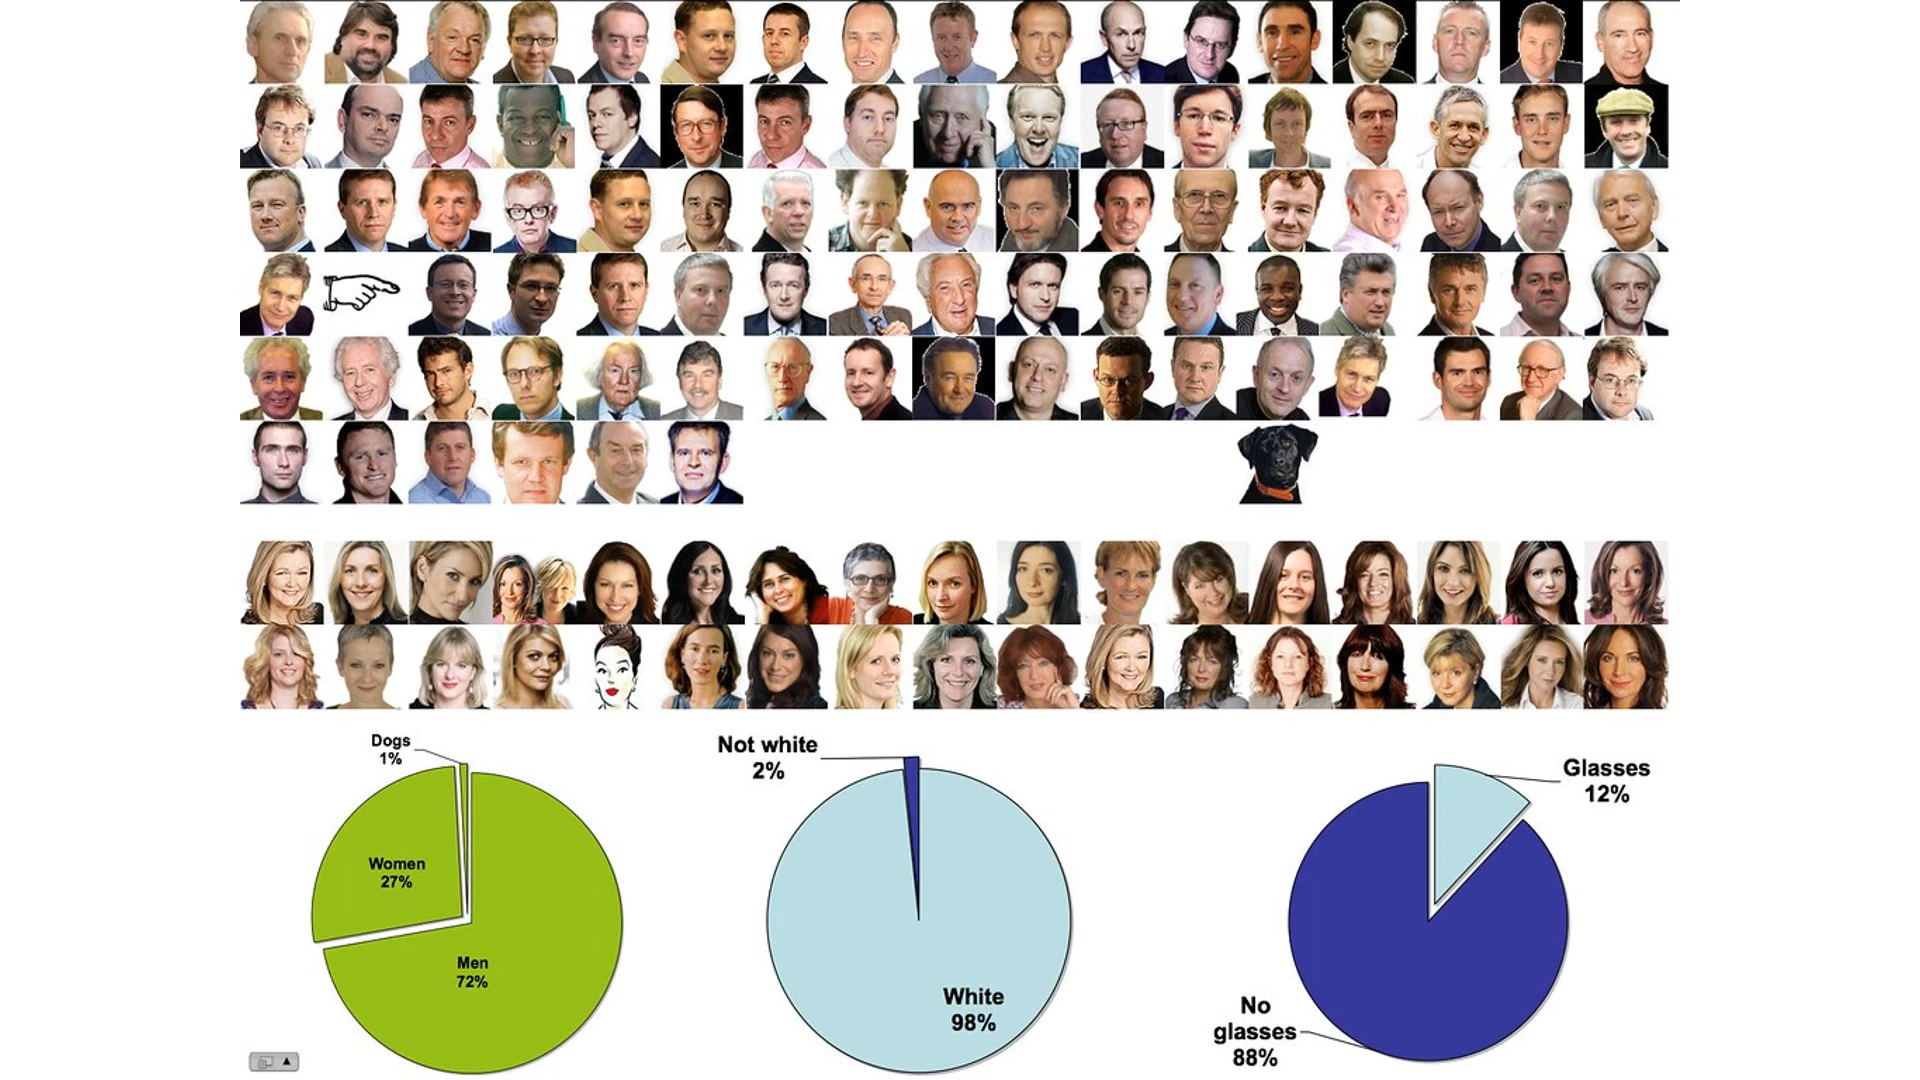 Dogs
1%
Women
27%
Men
72%
Not white
2%
White
98%
Glasses
12%
No
glasses
88%